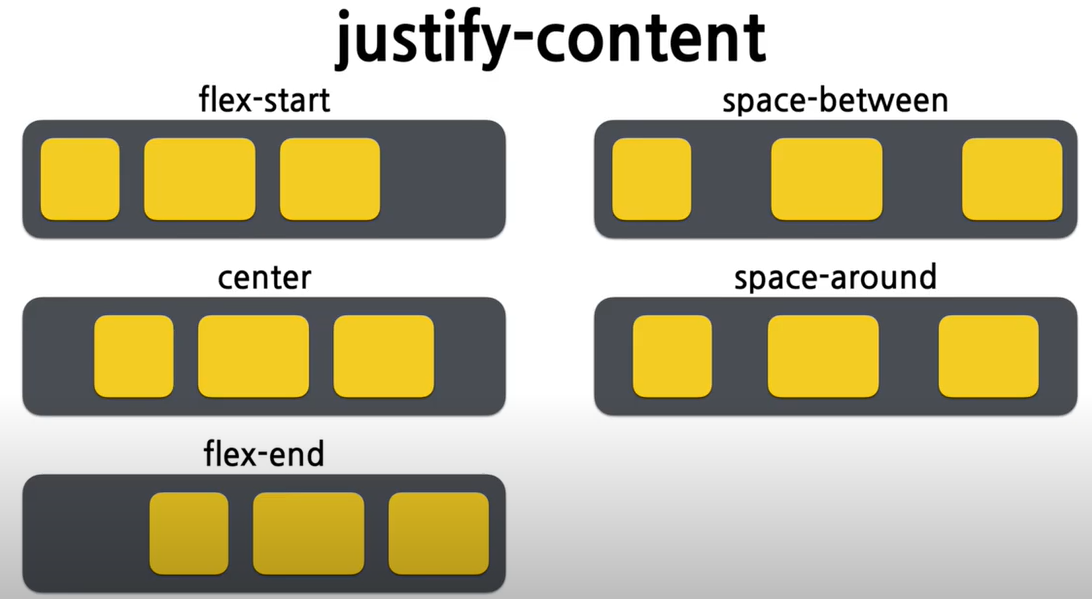 justify-content
flex-start
space-between
center
space-around
flex-end